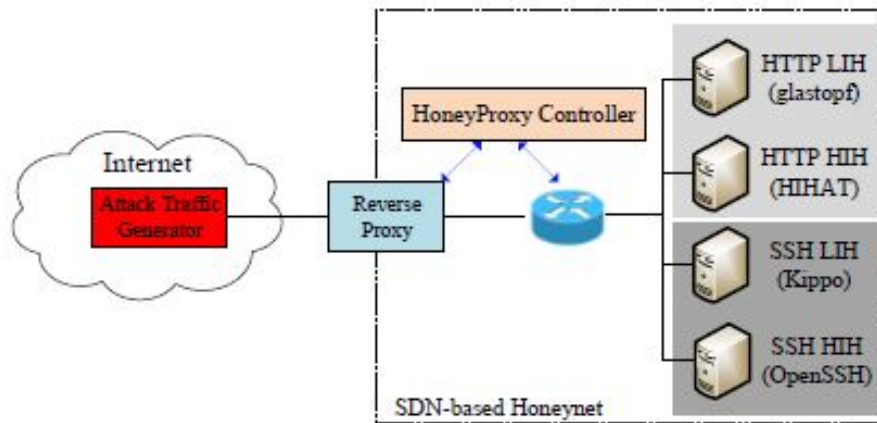 Internet
Attack Traffic
Generator
Reverse
Proxy
HoneyProxy Controller
HTTP LIH
(glastopf)
HTTP HIH
(HIHAT)
SSH LIH
(Kippo)
SSH HIH
(OpenSSH)
SDN-based Honeynet